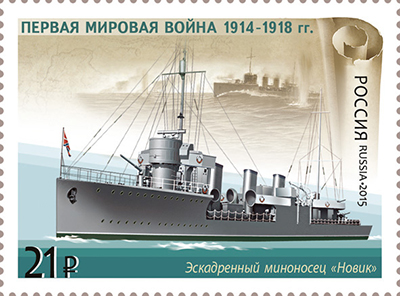 ПЕРВАЯ МИРОВАЯ ВОЙНА 1914-1918 гг.
РОССИЯ RUSSIA•2015
21₽
Эскадренный миноносец «Новик»